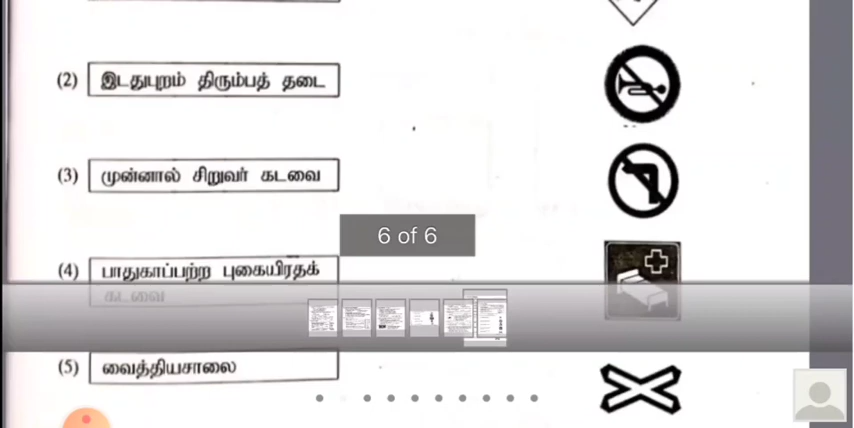 (2) இடதுபுறம் திரும்பத் தடை
(3) முன்னால் சிறுவர் கடவை
6 of 6
(4) பாதுகாப்பற்ற புகையிரதக்
கடவை
(5) வைத்தியசாலை